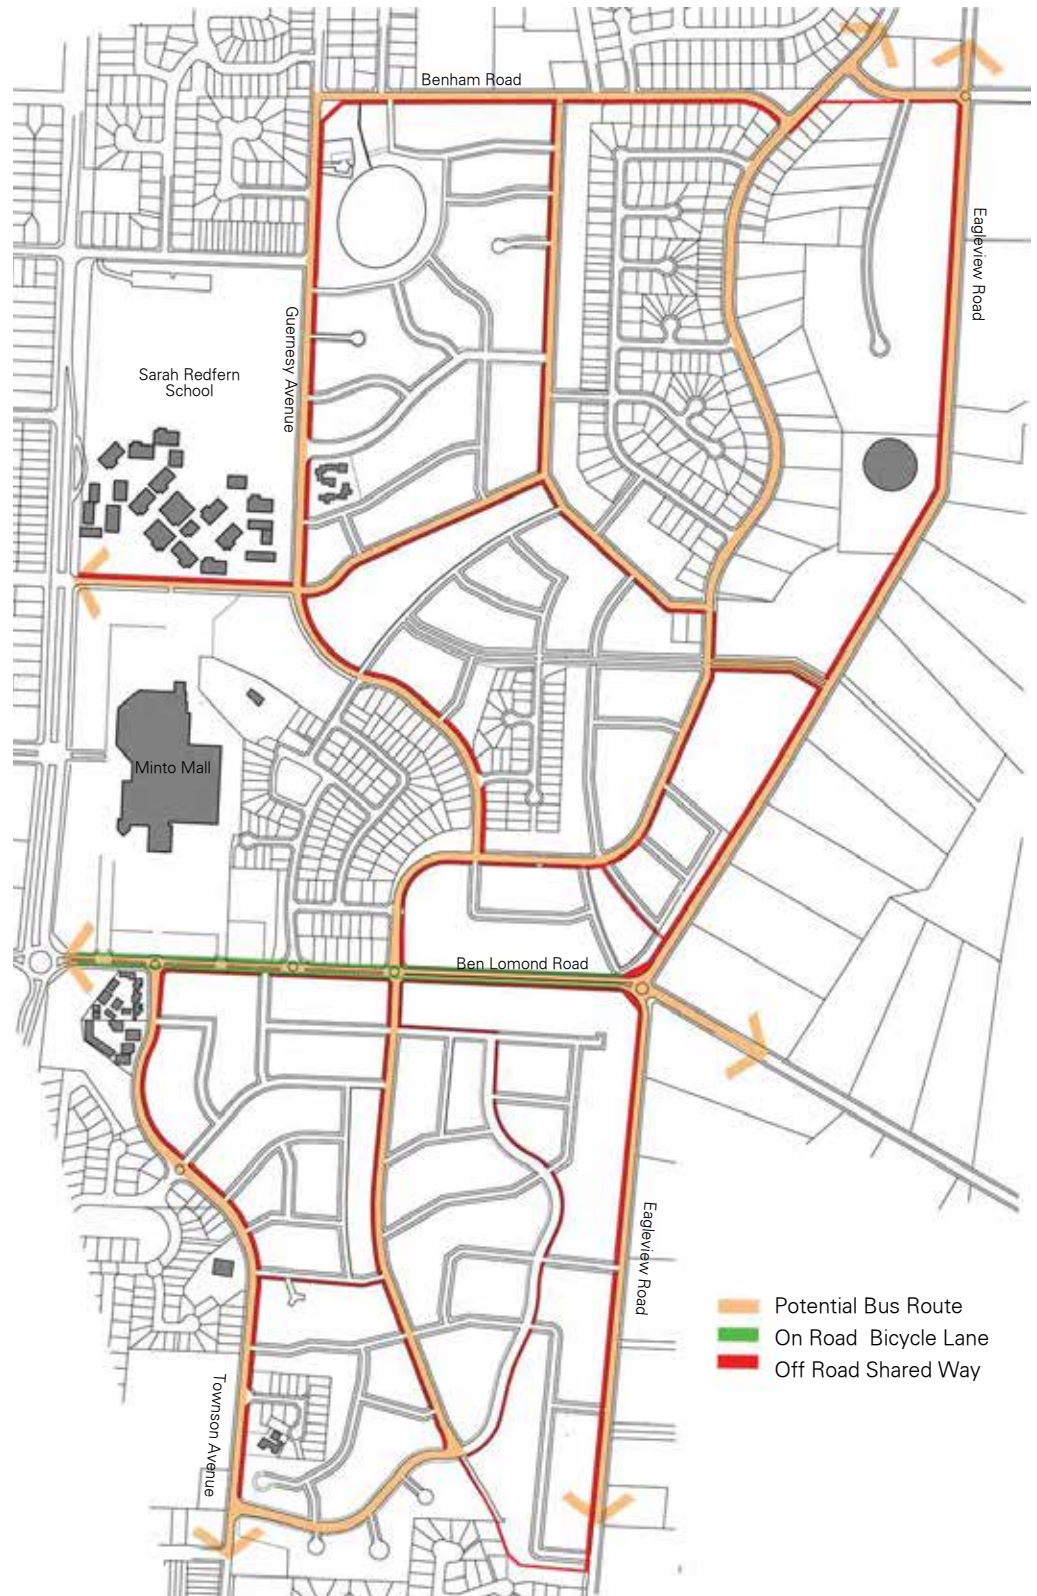 Benham Road
Eagleview Road
Guernesy Avenue
Sarah Redfern
School
Minto Mall
Ben Lomond Road
Eagleview Road
Potential Bus Route
On Road Bicycle Lane
Off Road Shared Way
Townson Avenue